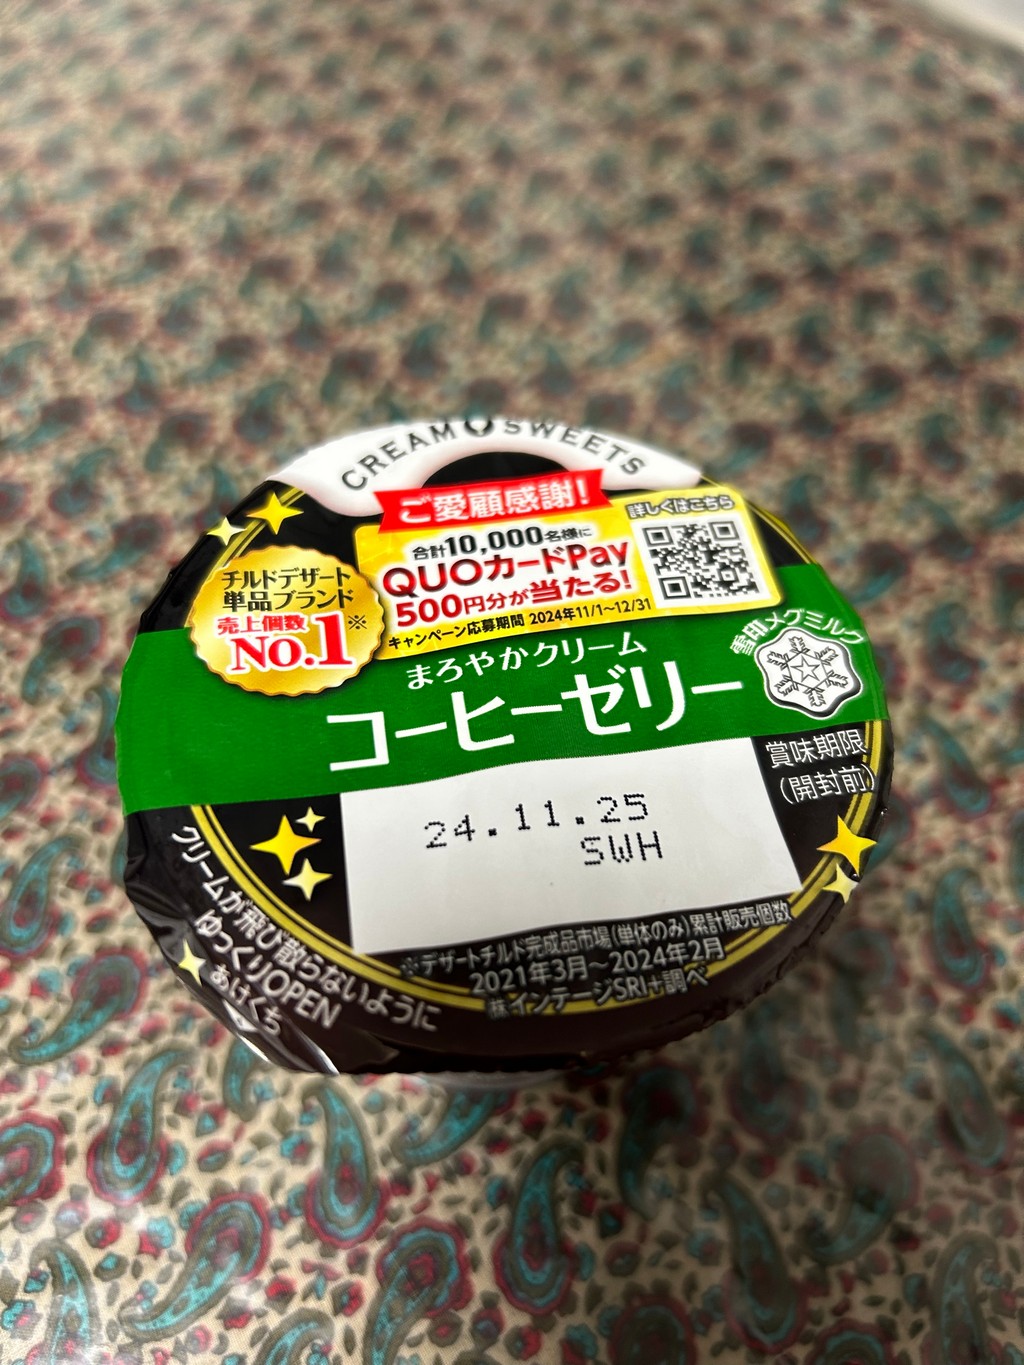 CREAM SWEETS
ご愛顧感謝!
詳しくはこちら
合計10,000名様に
QUOカードPay
500円分が当たる!
キャンペーン応募期間 2024年11/1~12/31
チルドデザート
単品ブランド
売上個数※
No.1
まろやかクリーム
コーヒーゼリー
雪印メグミルク
賞味期限
(開封前)
24.11.25
SWH
※デザートチルド完成品市場(単体のみ)累計販売個数
2021年3月~2024年2月
㈱インテージSRI+調べ
クリームが飛び散らないように
ゆっくりOPEN
あけくち